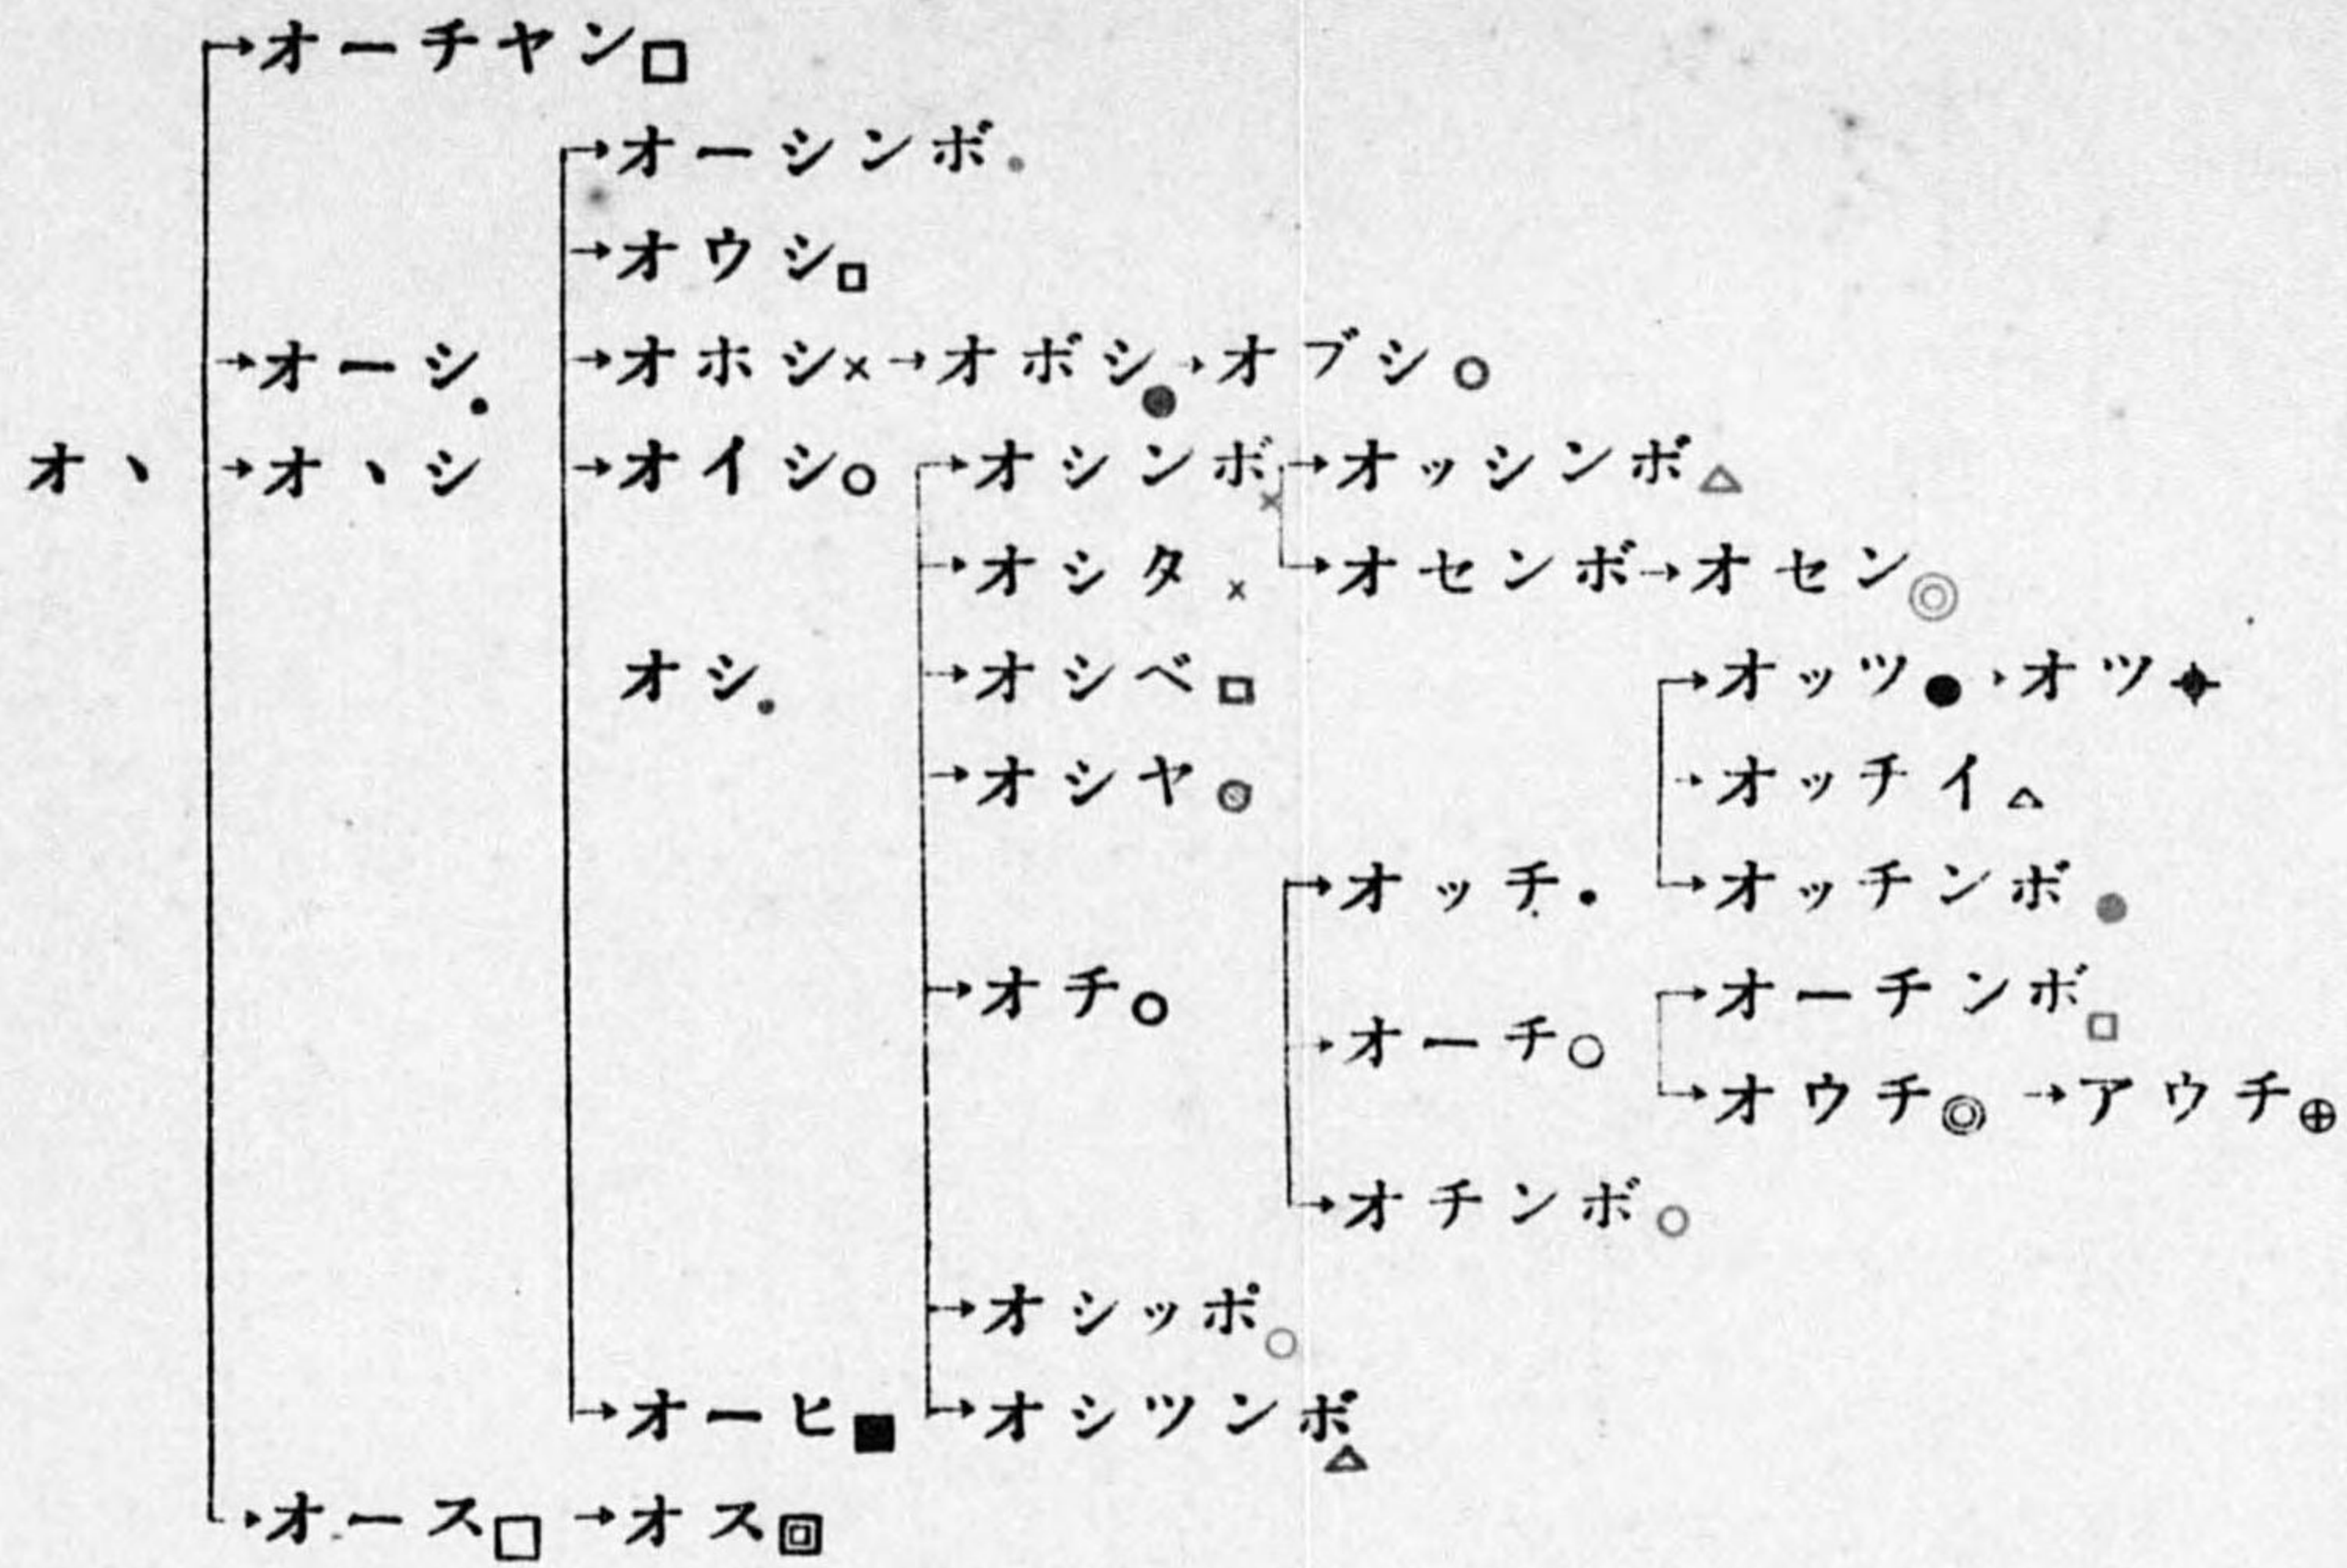 →オーチヤン□
→オーシンボ●
→オウシ□
→オーシ● →オホシ×→オボシ●→オブシ○
オヽ →オヽシ →オイシ○ →オシンボ× →オッシンボ△
→オシタ× →オセンボ→オセン◎
オシ● →オシベ□ →オッツ●→オツ✦
→オシヤ◎ →オッチイ△
→オッチ● →オッチンボ●
→オチ○ →オーチンボ□
→オーチ○
→オウチ◎→アウチ⊕
→オチンボ○
→オシッポ○
→オーヒ■ →オシツンボ△
→オース□→オス回